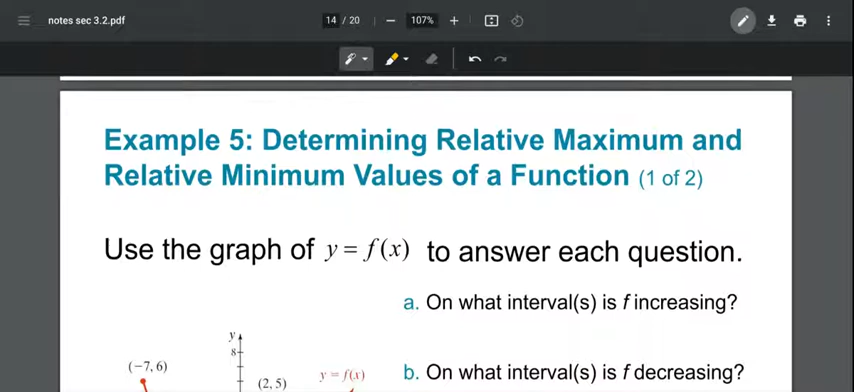 notes sec 3.2.pdf
14 / 20
107%
Example 5: Determining Relative Maximum and
Relative Minimum Values of a Function (1 of 2)
Use the graph of y = f(x) to answer each question.
a. On what interval(s) is f increasing?
y
8
(−7, 6)
y = f(x)
b. On what interval(s) is f decreasing?
(2, 5)